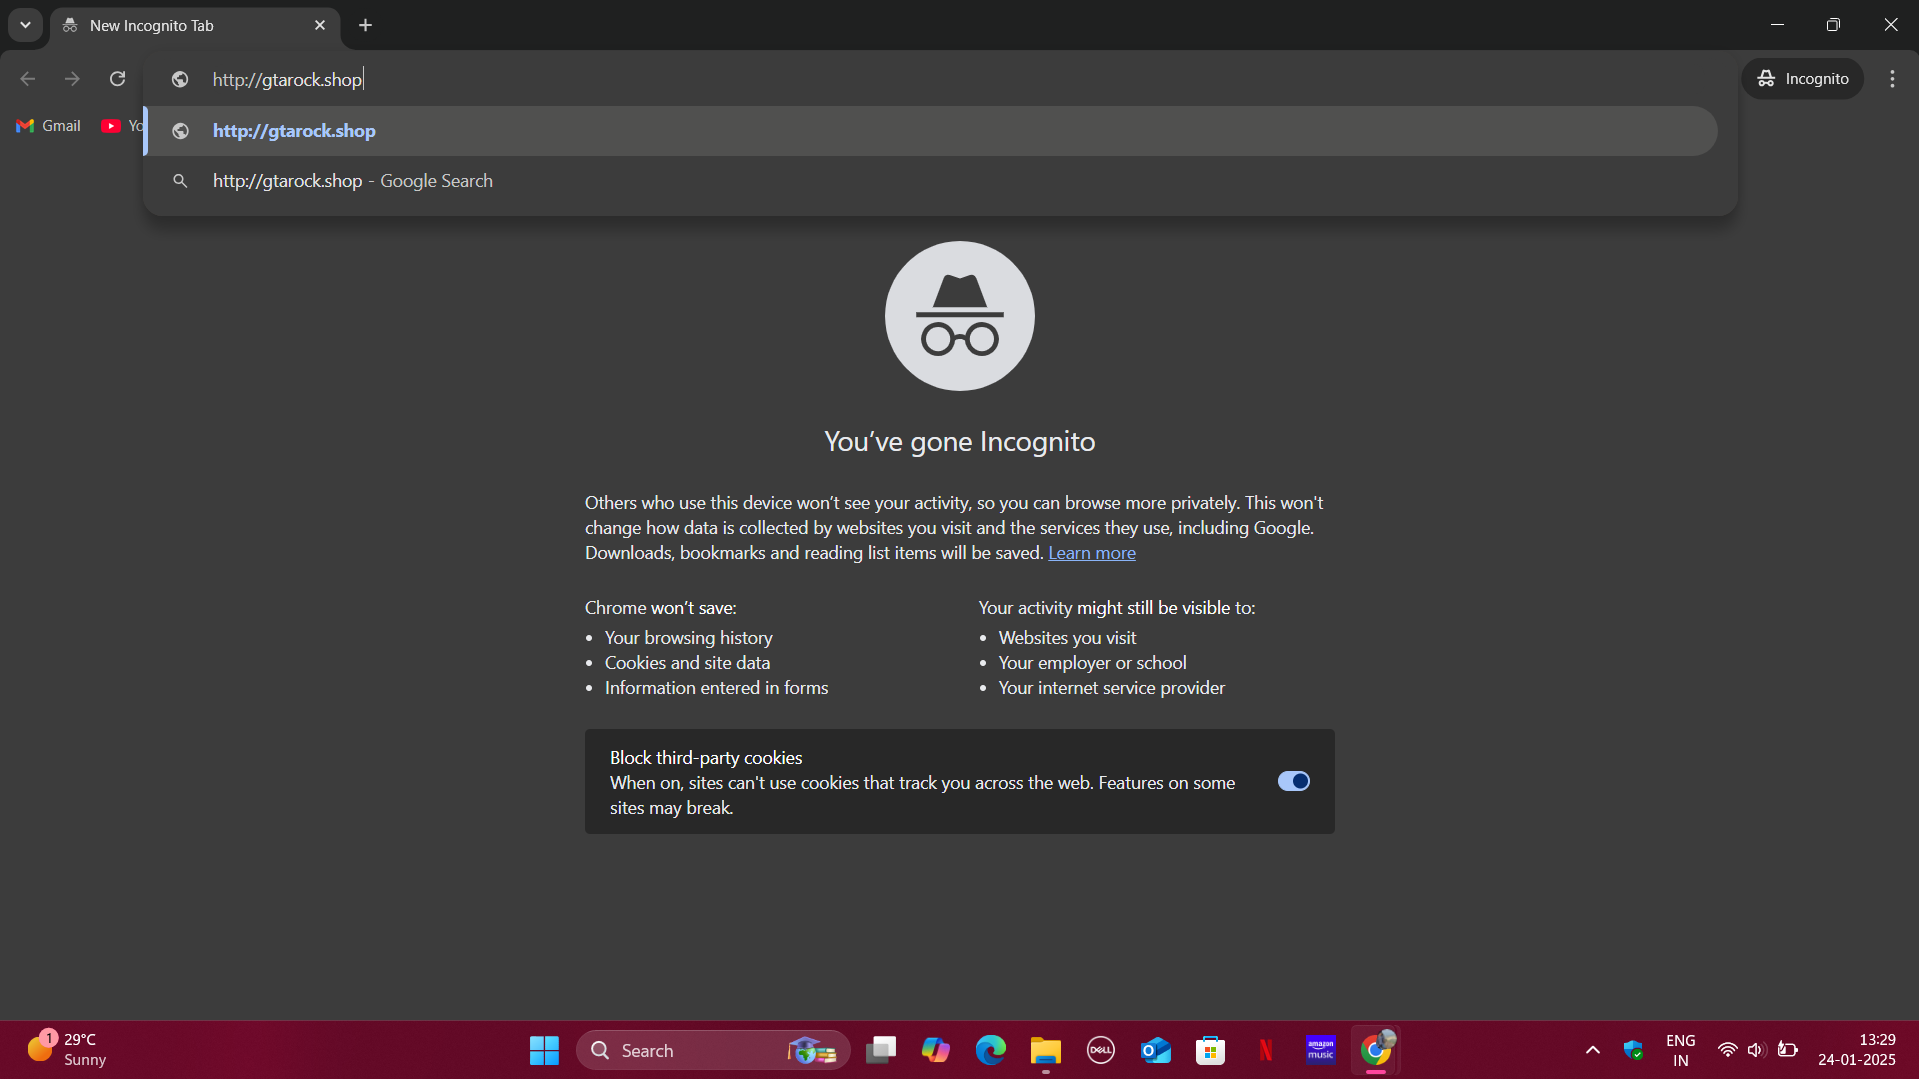 New Incognito Tab
http://gtarock.shop
Incognito
Gmail
Yo
http://gtarock.shop
http://gtarock.shop - Google Search
You've gone Incognito
Others who use this device won't see your activity, so you can browse more privately. This won't
change how data is collected by websites you visit and the services they use, including Google.
Downloads, bookmarks and reading list items will be saved. Learn more
Chrome won't save:
• Your browsing history
• Cookies and site data
• Information entered in forms
Your activity might still be visible to:
• Websites you visit
• Your employer or school
• Your internet service provider
Block third-party cookies
When on, sites can't use cookies that track you across the web. Features on some
sites may break.
1
29°C
Sunny
Search
DELL
amazon
music
ENG
IN
13:29
24-01-2025